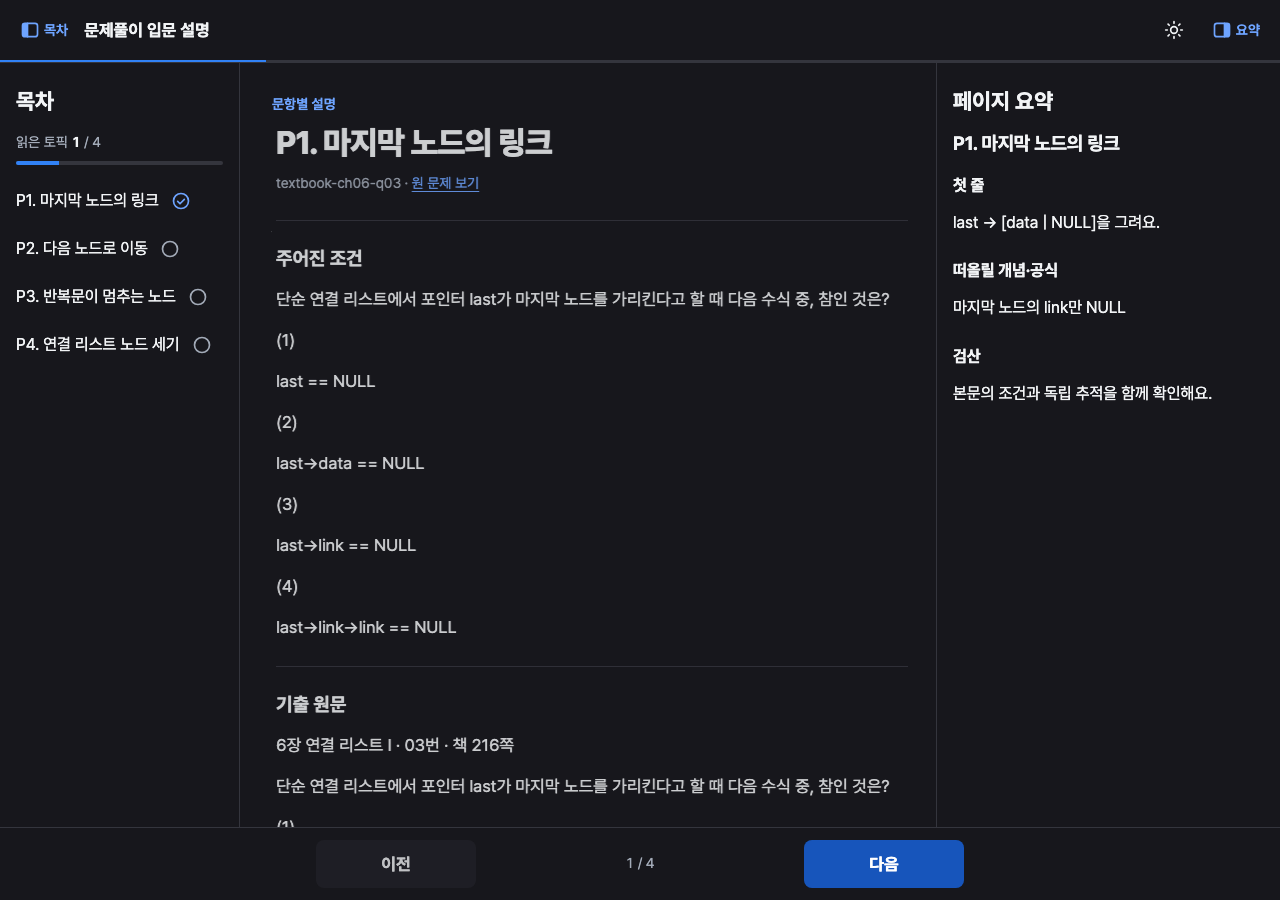 목차
문제풀이 입문 설명
요약
목차
읽은 토픽 1 / 4
P1. 마지막 노드의 링크
P2. 다음 노드로 이동
P3. 반복문이 멈추는 노드
P4. 연결 리스트 노드 세기
문항별 설명
P1. 마지막 노드의 링크
textbook-ch06-q03 · 원 문제 보기
주어진 조건
단순 연결 리스트에서 포인터 last가 마지막 노드를 가리킨다고 할 때 다음 수식 중, 참인 것은?
(1)
last == NULL
(2)
last→data == NULL
(3)
last→link == NULL
(4)
last→link→link == NULL
기출 원문
6장 연결 리스트 I · 03번 · 책 216쪽
단순 연결 리스트에서 포인터 last가 마지막 노드를 가리킨다고 할 때 다음 수식 중, 참인 것은?
(1)
페이지 요약
P1. 마지막 노드의 링크
첫 줄
last → [data | NULL]을 그려요.
떠올릴 개념·공식
마지막 노드의 link만 NULL
검산
본문의 조건과 독립 추적을 함께 확인해요.
이전
1 / 4
다음